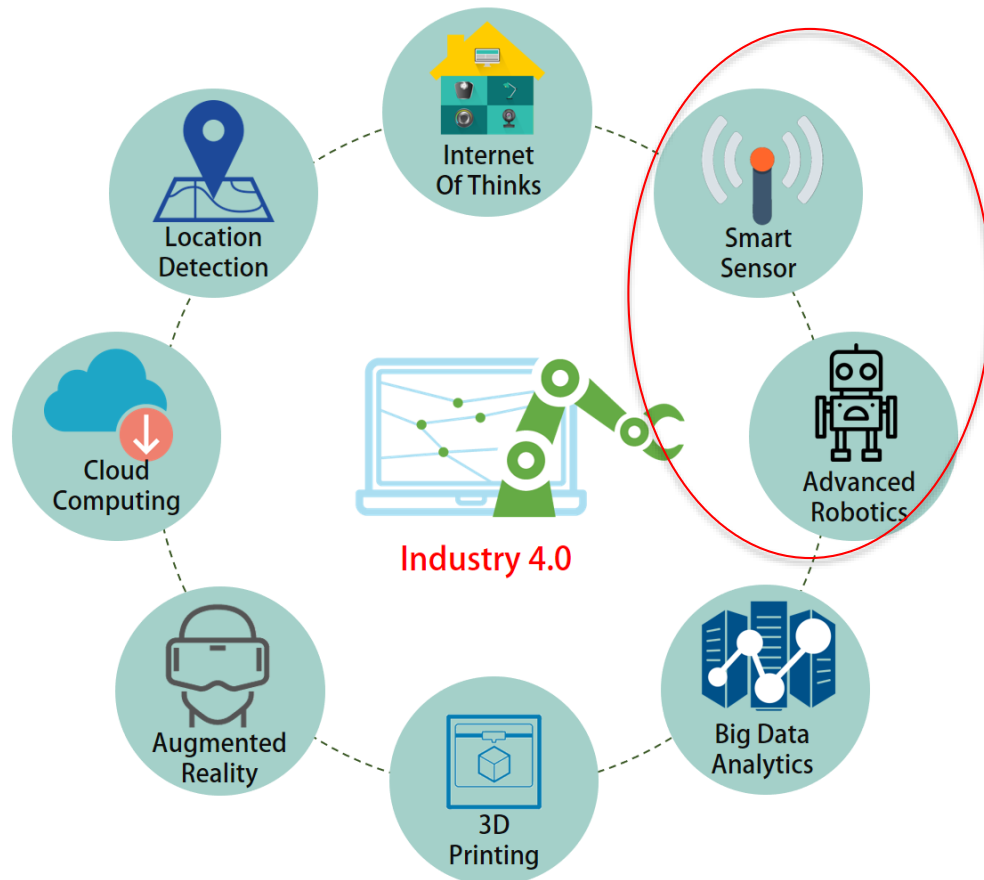 Internet
Of Thinks
Smart
Sensor
Advanced
Robotics
Big Data
Analytics
3D
Printing
Augmented
Reality
Cloud
Computing
Location
Detection
Industry 4.0